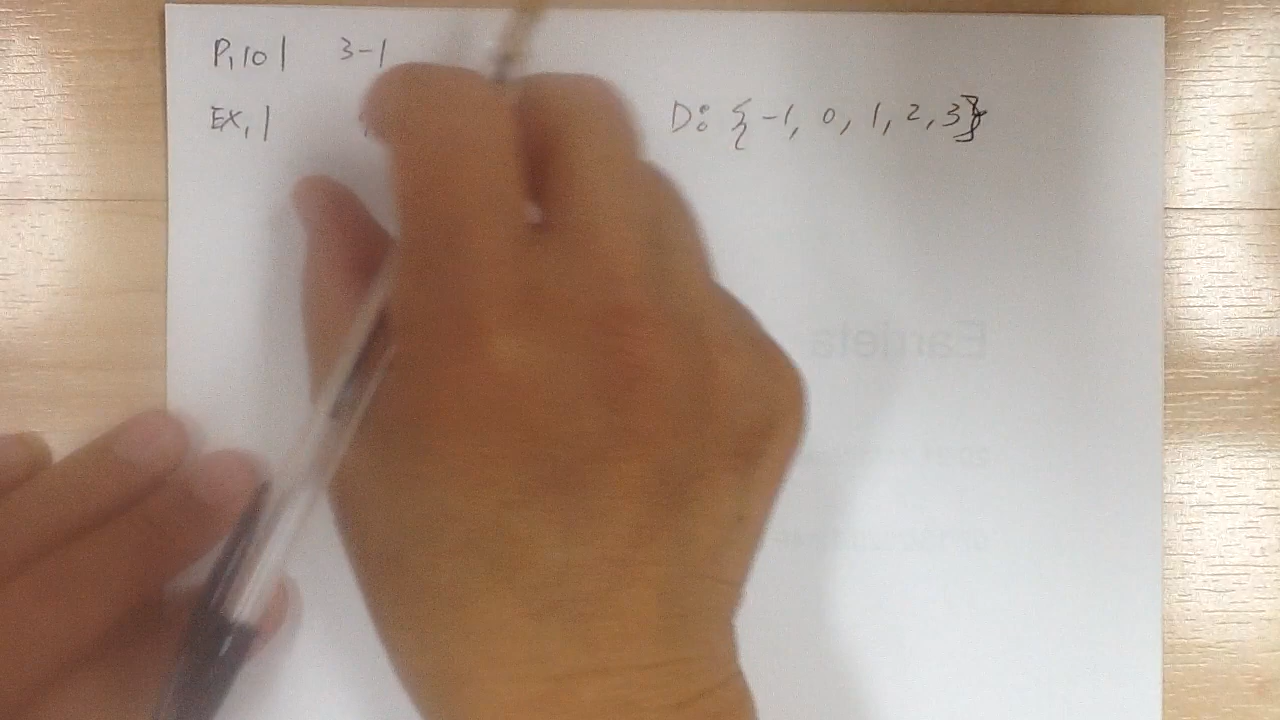 P,101 3-1
EX,1 D: {-1, 0, 1, 2, 3}